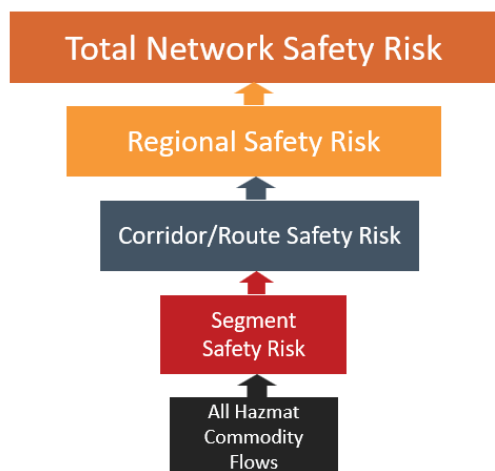 Total Network Safety Risk
Regional Safety Risk
Corridor/Route Safety Risk
Segment
Safety Risk
All Hazmat
Commodity
Flows